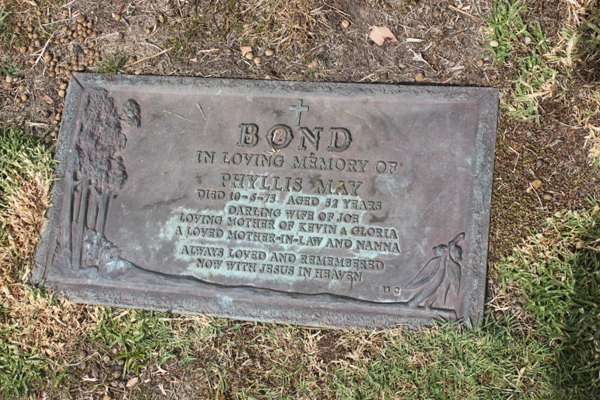 BOND
IN LOVING MEMORY OF
PHYLLIS MAY
DIED 10-5-75 AGED 52 YEARS
DARLING WIFE OF JOE
LOVING MOTHER OF KEVIN & GLORIA
A LOVED MOTHER-IN-LAW AND NANNA
ALWAYS LOVED AND REMEMBERED
NOW WITH JESUS IN HEAVEN